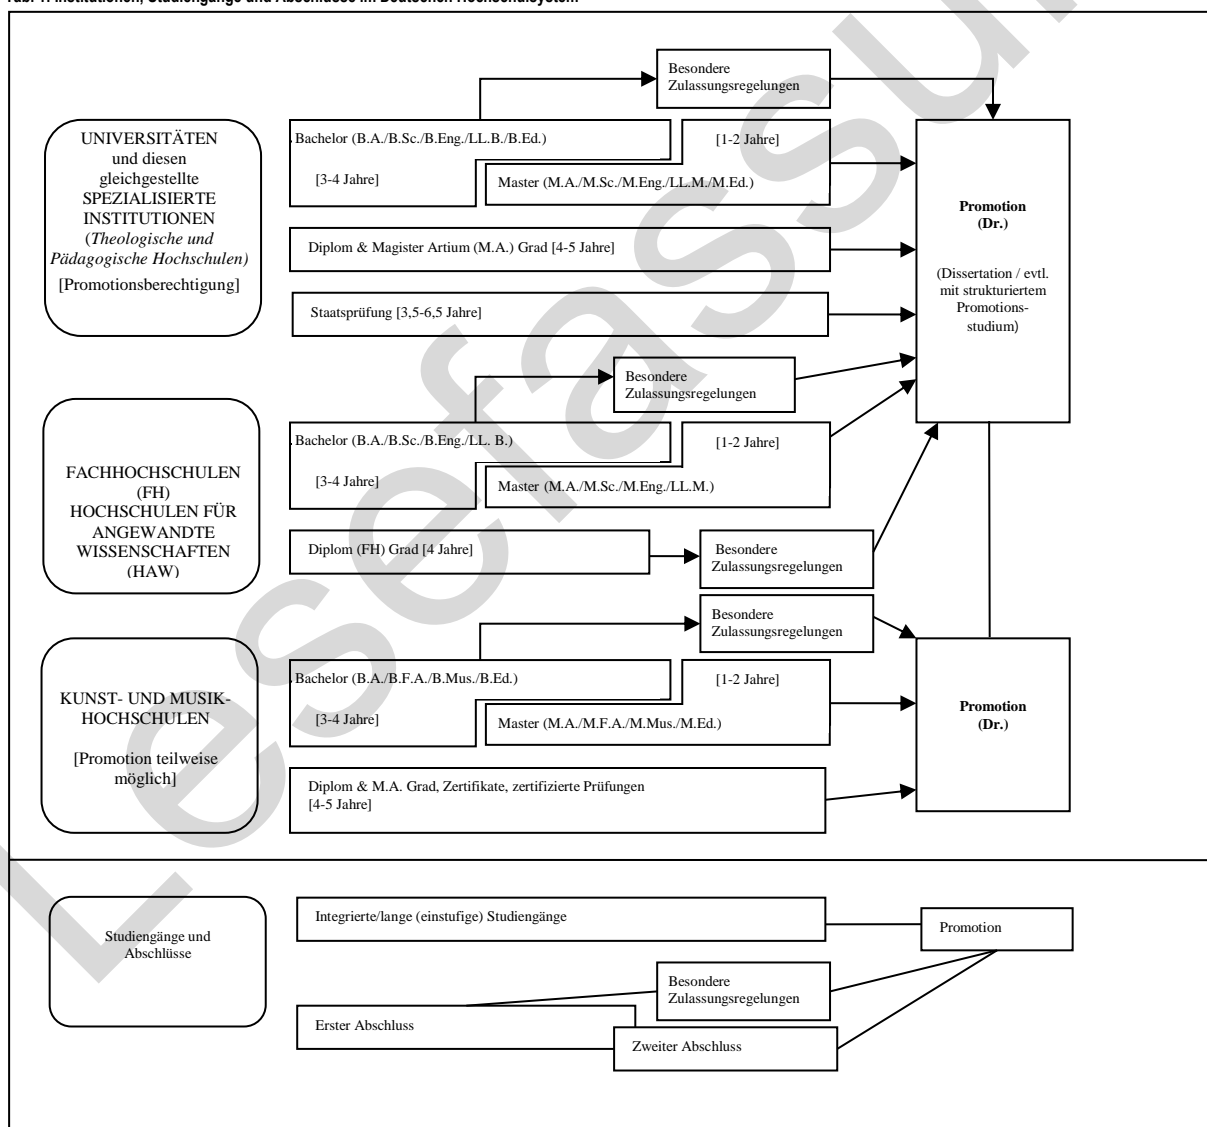 Tab. 1: Institutionen, Studiengänge und Abschlüsse im Deutschen Hochschulsystem
Besondere
Zulassungsregelungen
UNIVERSITÄTEN
und diesen
gleichgestellte
SPEZIALISIERTE
INSTITUTIONEN
(Theologische und
Pädagogische Hochschulen)
[Promotionsberechtigung]
Bachelor (B.A./B.Sc./B.Eng./LL.B./B.Ed.)
[1-2 Jahre]
[3-4 Jahre]
Master (M.A./M.Sc./M.Eng./LL.M./M.Ed.)
Diplom & Magister Artium (M.A.) Grad [4-5 Jahre]
Staatsprüfung [3,5-6,5 Jahre]
Promotion
(Dr.)
(Dissertation / evtl.
mit strukturiertem
Promotions-
studium)
Besondere
Zulassungsregelungen
FACHHOCHSCHULEN
(FH)
HOCHSCHULEN FÜR
ANGEWANDTE
WISSENSCHAFTEN
(HAW)
Bachelor (B.A./B.Sc./B.Eng./LL. B.)
[1-2 Jahre]
[3-4 Jahre]
Master (M.A./M.Sc./M.Eng./LL.M.)
Diplom (FH) Grad [4 Jahre]
Besondere
Zulassungsregelungen
Besondere
Zulassungsregelungen
KUNST- UND MUSIK-
HOCHSCHULEN
[Promotion teilweise
möglich]
Bachelor (B.A./B.F.A./B.Mus./B.Ed.)
[1-2 Jahre]
[3-4 Jahre]
Master (M.A./M.F.A./M.Mus./M.Ed.)
Diplom & M.A. Grad, Zertifikate, zertifizierte Prüfungen
[4-5 Jahre]
Promotion
(Dr.)
Studiengänge und
Abschlüsse
Integrierte/lange (einstufige) Studiengänge
Promotion
Besondere
Zulassungsregelungen
Erster Abschluss
Zweiter Abschluss
Lesefassu